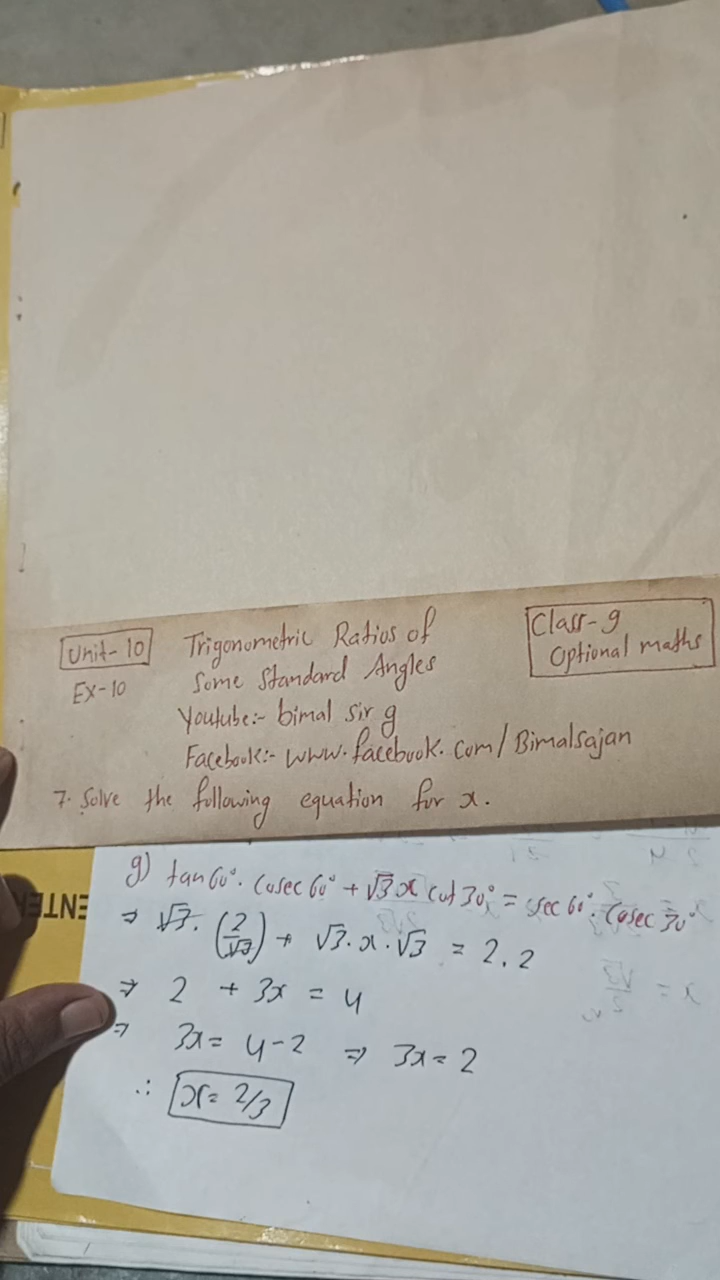 Unit-10
Trigonometric Ratios of
Class-9
Optional maths
Ex-10
Some Standard Angles
Youtube:- bimal sir g
Facebook:- www.facebook.com/Bimalsajan
7. Solve the following equation for x.
g) tan60°. Cosec60° + √3x cot30° = sec60°. Cosec30°
⇒ √3. (2/√3) + √3.x.√3 = 2.2
⇒ 2 + 3x = 4
⇒ 3x = 4-2 ⇒ 3x = 2
∴ x = 2/3
ENTE